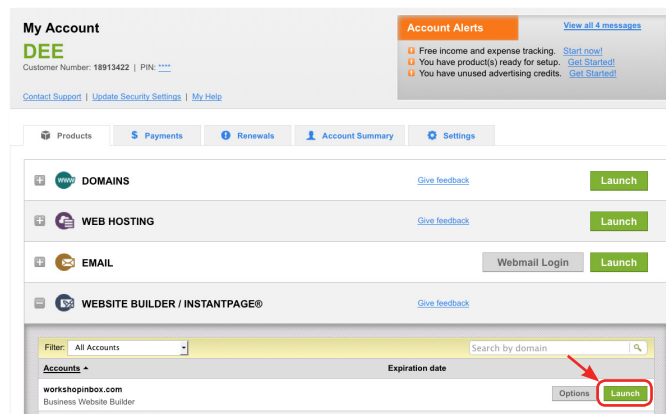 My Account
DEE
Customer Number: 18913422 | PIN: ****
Contact Support | Update Security Settings | My Help
Account Alerts
View all 4 messages
Free income and expense tracking. Start now!
You have product(s) ready for setup. Get Started!
You have unused advertising credits. Get Started!
Products
$ Payments
Renewals
Account Summary
Settings
WWW DOMAINS Give feedback Launch
WEB HOSTING Give feedback Launch
EMAIL Webmail Login Launch
WEBSITE BUILDER / INSTANTPAGE® Give feedback
Filter: All Accounts Search by domain
Accounts Expiration date
workshopinbox.com
Business Website Builder
Options Launch